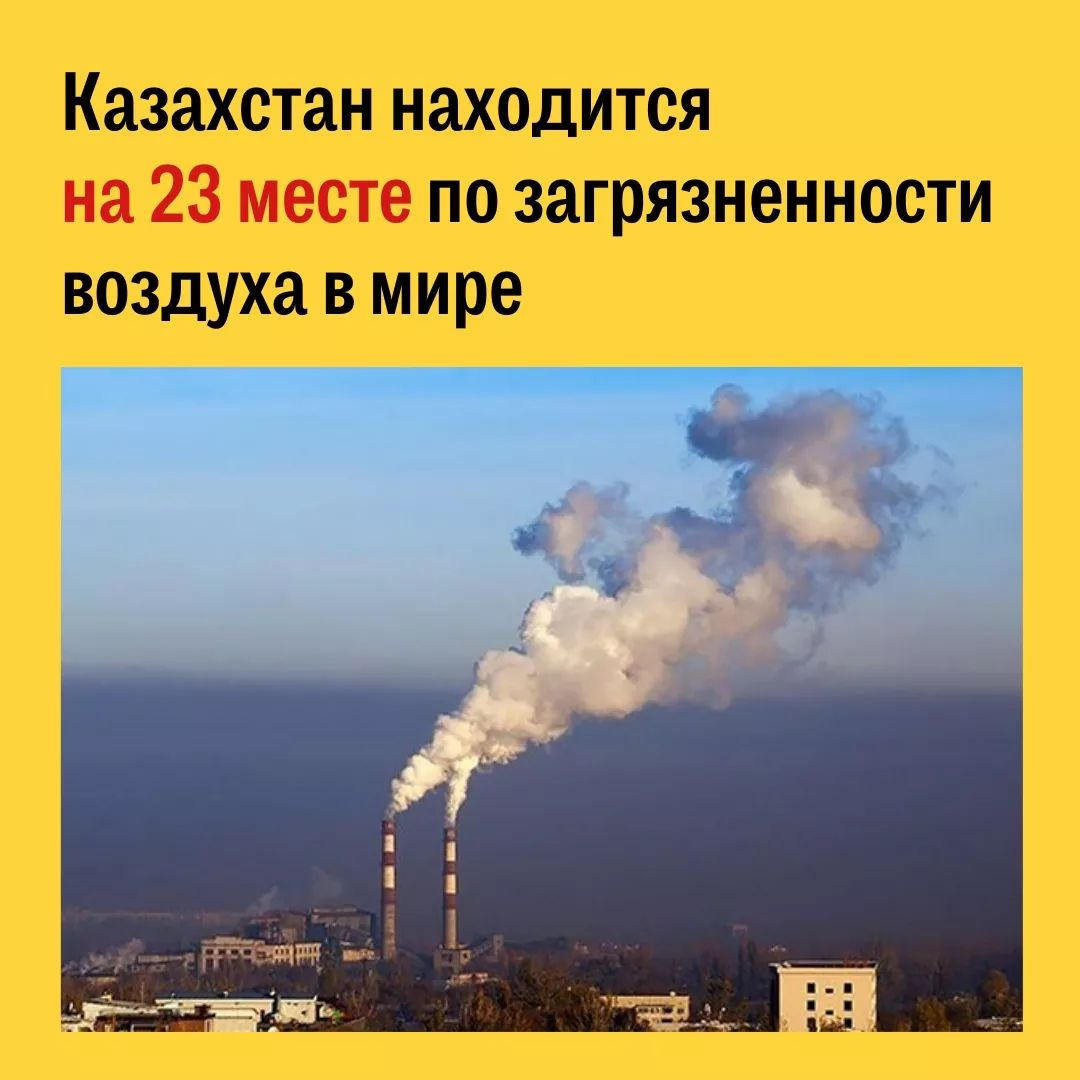 Казахстан находится
на 23 месте по загрязненности
воздуха в мире